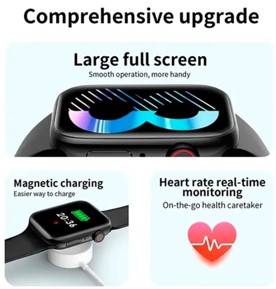 Comprehensive upgrade
Large full screen
Smooth operation, more handy
Magnetic charging
Easier way to charge
20:36
Heart rate real-time
monitoring
On-the-go health caretaker